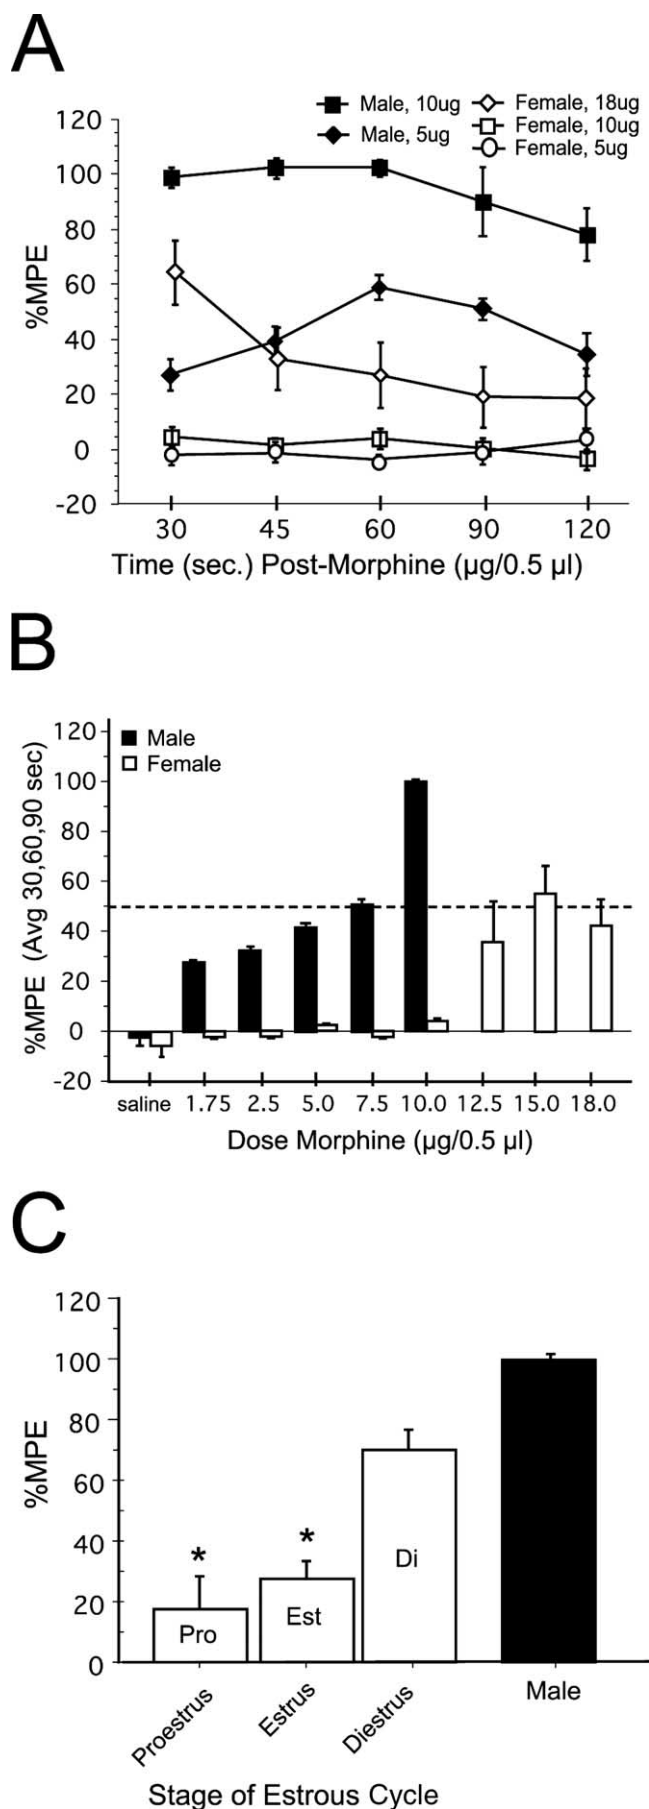 A
Male, 10ug
Male, 5ug
Female, 18ug
Female, 10ug
Female, 5ug
%MPE
120
100
80
60
40
20
0
-20
30 45 60 90 120
Time (sec.) Post-Morphine (µg/0.5 µl)
B
Male
Female
%MPE (Avg 30,60,90 sec)
120
100
80
60
40
20
0
-20
saline 1.75 2.5 5.0 7.5 10.0 12.5 15.0 18.0
Dose Morphine (µg/0.5 µl)
C
%MPE
120
100
80
60
40
20
0
*
*
Pro
Est
Di
Proestrus
Estrus
Diestrus
Male
Stage of Estrous Cycle